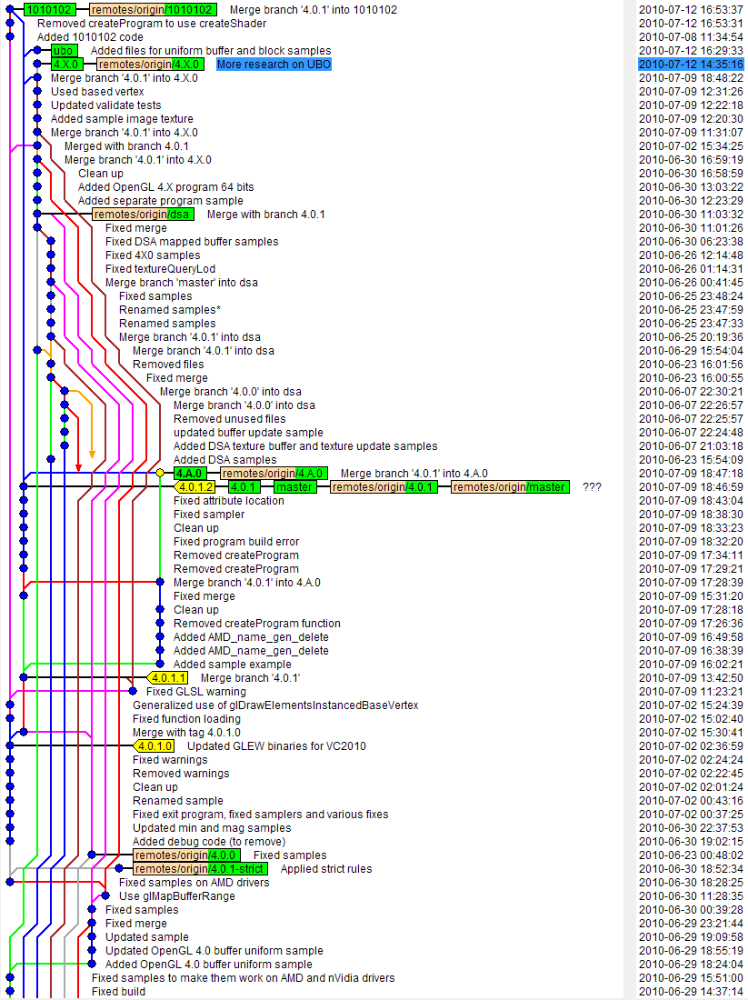 1010102 remotes/origin/1010102 Merge branch '4.0.1' into 1010102 2010-07-12 16:53:37
Removed createProgram to use createShader 2010-07-12 16:53:31
Added 1010102 code 2010-07-08 11:34:54
ubo Added files for uniform buffer and block samples 2010-07-12 16:29:33
4.X.0 remotes/origin/4.X.0 More research on UBO 2010-07-12 14:35:16
Merge branch '4.0.1' into 4.X.0 2010-07-09 18:48:22
Used based vertex 2010-07-09 12:31:26
Updated validate tests 2010-07-09 12:22:18
Added sample image texture 2010-07-09 12:20:30
Merge branch '4.0.1' into 4.X.0 2010-07-09 11:31:07
Merged with branch 4.0.1 2010-07-02 15:34:25
Merge branch '4.0.1' into 4.X.0 2010-06-30 16:59:19
Clean up 2010-06-30 16:58:59
Added OpenGL 4.X program 64 bits 2010-06-30 13:03:22
Added separate program sample 2010-06-30 12:23:29
remotes/origin/dsa Merge with branch 4.0.1 2010-06-30 11:03:32
Fixed merge 2010-06-30 11:01:26
Fixed DSA mapped buffer samples 2010-06-30 06:23:38
Fixed 4X0 samples 2010-06-26 12:14:48
Fixed textureQueryLod 2010-06-26 01:14:31
Merge branch 'master' into dsa 2010-06-26 00:41:45
Fixed samples 2010-06-25 23:48:24
Renamed samples* 2010-06-25 23:47:59
Renamed samples 2010-06-25 23:47:33
Merge branch '4.0.1' into dsa 2010-06-25 20:19:36
Merge branch '4.0.1' into dsa 2010-06-29 15:54:04
Removed files 2010-06-23 16:01:56
Fixed merge 2010-06-23 16:00:55
Merge branch '4.0.0' into dsa 2010-06-07 22:30:21
Merge branch '4.0.0' into dsa 2010-06-07 22:26:57
Removed unused files 2010-06-07 22:25:57
updated buffer update sample 2010-06-07 22:24:48
Added DSA texture buffer and texture update samples 2010-06-07 21:03:18
Added DSA samples 2010-06-23 15:54:09
4.A.0 remotes/origin/4.A.0 Merge branch '4.0.1' into 4.A.0 2010-07-09 18:47:18
4.0.1.2 4.0.1 master remotes/origin/4.0.1 remotes/origin/master ??? 2010-07-09 18:46:59
Fixed attribute location 2010-07-09 18:43:04
Fixed sampler 2010-07-09 18:38:30
Clean up 2010-07-09 18:33:23
Fixed program build error 2010-07-09 18:32:20
Removed createProgram 2010-07-09 17:34:11
Removed createProgram 2010-07-09 17:29:21
Merge branch '4.0.1' into 4.A.0 2010-07-09 17:28:39
Fixed merge 2010-07-09 15:31:20
Clean up 2010-07-09 17:28:18
Removed createProgram function 2010-07-09 17:26:36
Added AMD_name_gen_delete 2010-07-09 16:49:58
Added AMD_name_gen_delete 2010-07-09 16:38:39
Added sample example 2010-07-09 16:02:21
4.0.1.1 Merge branch '4.0.1' 2010-07-09 13:42:50
Fixed GLSL warning 2010-07-09 11:23:21
Generalized use of glDrawElementsInstancedBaseVertex 2010-07-02 15:24:39
Fixed function loading 2010-07-02 15:02:40
Merge with tag 4.0.1.0 2010-07-02 15:30:41
4.0.1.0 Updated GLEW binaries for VC2010 2010-07-02 02:36:59
Fixed warnings 2010-07-02 02:24:24
Removed warnings 2010-07-02 02:22:45
Clean up 2010-07-02 02:01:24
Renamed sample 2010-07-02 00:43:16
Fixed exit program, fixed samplers and various fixes 2010-07-02 00:37:25
Updated min and mag samples 2010-06-30 22:37:53
Added debug code (to remove) 2010-06-30 19:02:15
remotes/origin/4.0.0 Fixed samples 2010-06-23 00:48:02
remotes/origin/4.0.1-strict Applied strict rules 2010-06-30 18:52:34
Fixed samples on AMD drivers 2010-06-30 18:28:25
Use glMapBufferRange 2010-06-30 11:28:35
Fixed samples 2010-06-30 00:39:28
Fixed merge 2010-06-29 23:21:44
Updated sample 2010-06-29 19:09:58
Updated OpenGL 4.0 buffer uniform sample 2010-06-29 18:55:19
Added OpenGL 4.0 buffer uniform sample 2010-06-29 18:24:04
Fixed samples to make them work on AMD and nVidia drivers 2010-06-29 15:51:00
Fixed build 2010-06-29 14:37:14